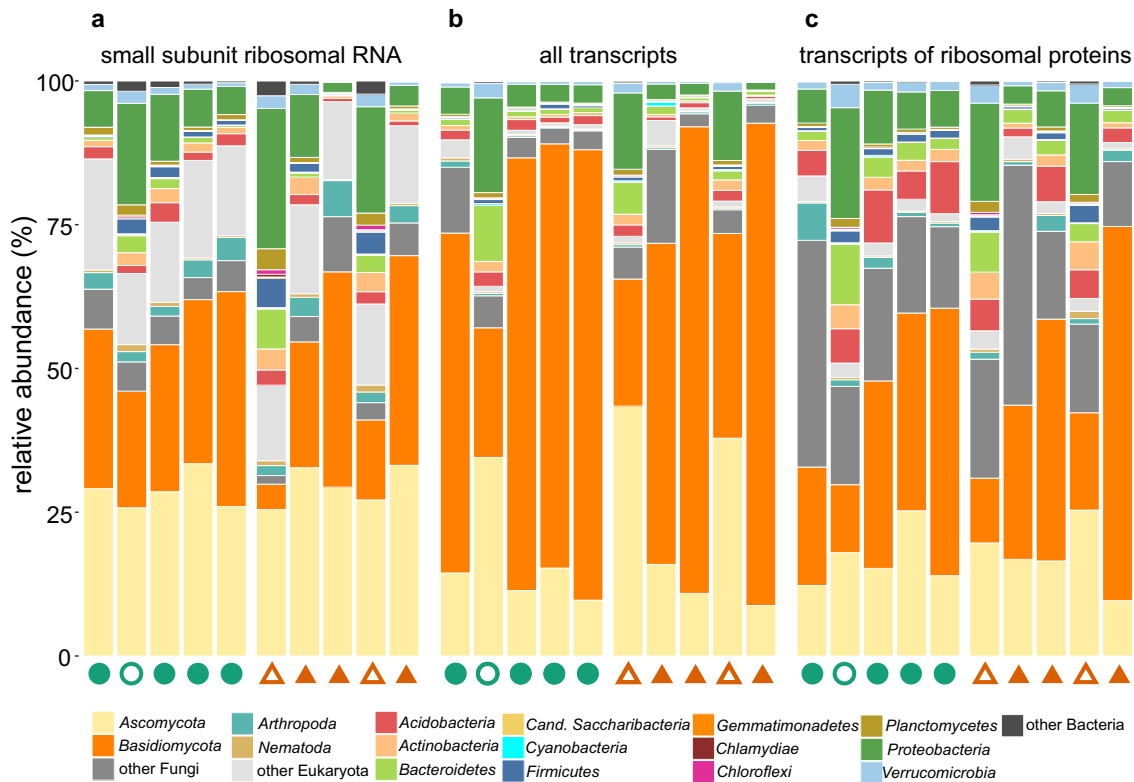 a
b
c
small subunit ribosomal RNA
all transcripts
transcripts of ribosomal proteins
relative abundance (%)
100
75
50
25
0
Ascomycota
Arthropoda
Acidobacteria
Cand. Saccharibacteria
Gemmatimonadetes
Planctomycetes
other Bacteria
Basidiomycota
Nematoda
Actinobacteria
Cyanobacteria
Chlamydiae
Proteobacteria
other Fungi
other Eukaryota
Bacteroidetes
Firmicutes
Chloroflexi
Verrucomicrobia